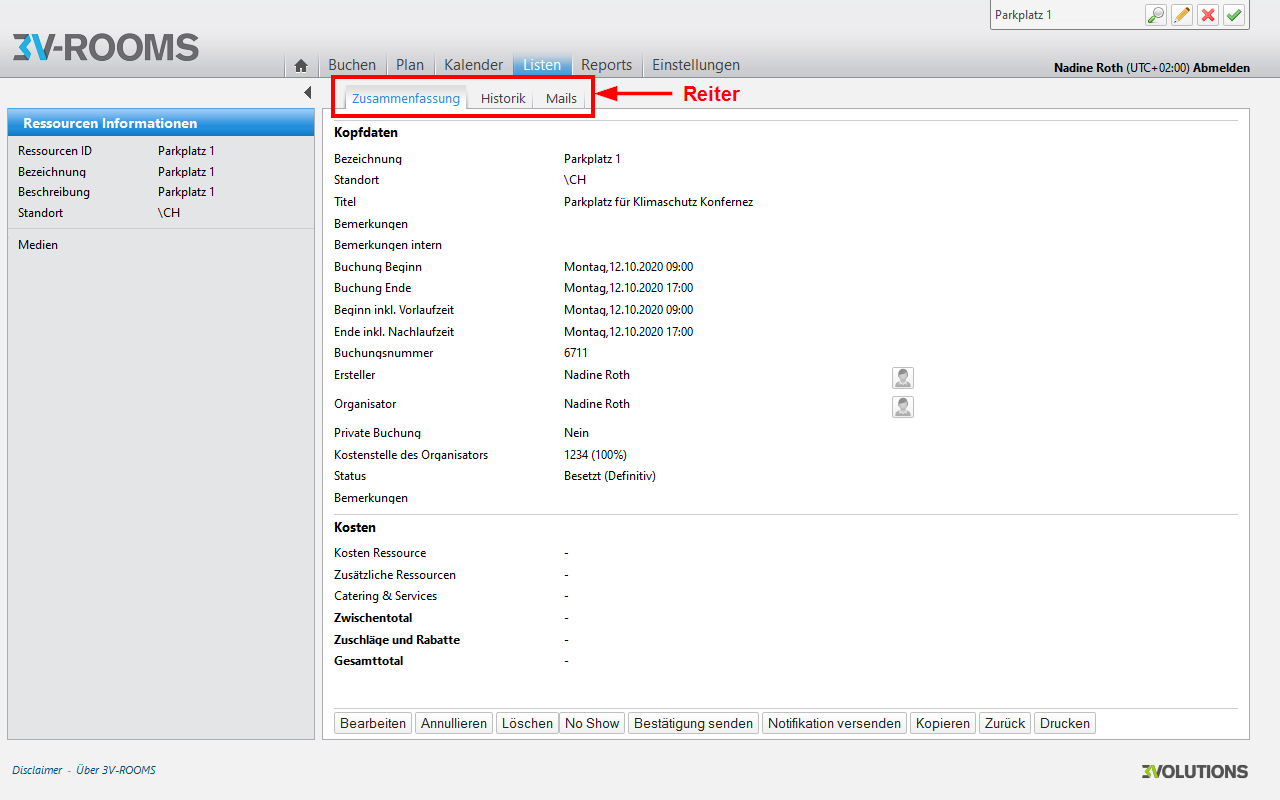 Parkplatz 1
3V-ROOMS
Buchen Plan Kalender Listen Reports Einstellungen
Nadine Roth (UTC+02:00) Abmelden
Zusammenfassung Historik Mails
Reiter
Ressourcen Informationen
Ressourcen ID Parkplatz 1
Bezeichnung Parkplatz 1
Beschreibung Parkplatz 1
Standort \CH
Medien
Kopfdaten
Bezeichnung Parkplatz 1
Standort \CH
Titel Parkplatz für Klimaschutz Konfernez
Bemerkungen
Bemerkungen intern
Buchung Beginn Montag,12.10.2020 09:00
Buchung Ende Montag,12.10.2020 17:00
Beginn inkl. Vorlaufzeit Montag,12.10.2020 09:00
Ende inkl. Nachlaufzeit Montag,12.10.2020 17:00
Buchungsnummer 6711
Ersteller Nadine Roth
Organisator Nadine Roth
Private Buchung Nein
Kostenstelle des Organisators 1234 (100%)
Status Besetzt (Definitiv)
Bemerkungen
Kosten
Kosten Ressource -
Zusätzliche Ressourcen -
Catering & Services -
Zwischentotal -
Zuschläge und Rabatte -
Gesamttotal -
Bearbeiten Annullieren Löschen No Show Bestätigung senden Notifikation versenden Kopieren Zurück Drucken
Disclaimer - Über 3V-ROOMS
3VOLUTIONS